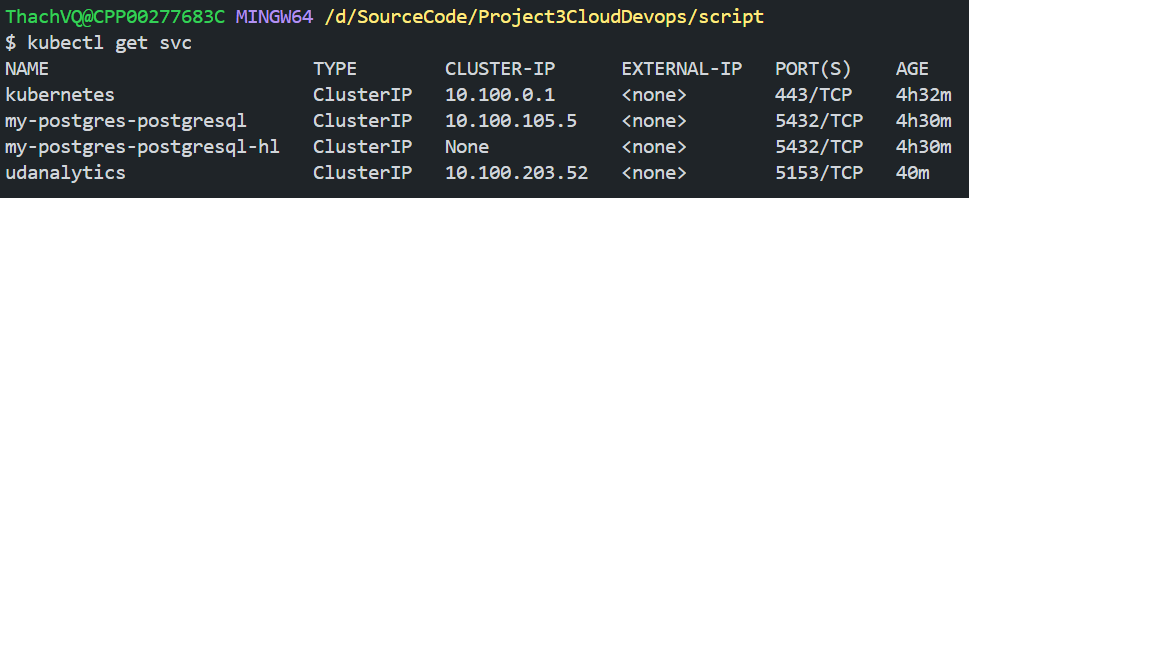 ThachVQ@CPP00277683C MINGW64 /d/SourceCode/Project3CloudDevops/script
$ kubectl get svc
NAME                        TYPE        CLUSTER-IP      EXTERNAL-IP   PORT(S)    AGE
kubernetes                  ClusterIP   10.100.0.1      <none>        443/TCP    4h32m
my-postgres-postgresql      ClusterIP   10.100.105.5    <none>        5432/TCP   4h30m
my-postgres-postgresql-hl   ClusterIP   None            <none>        5432/TCP   4h30m
udanalytics                 ClusterIP   10.100.203.52   <none>        5153/TCP   40m